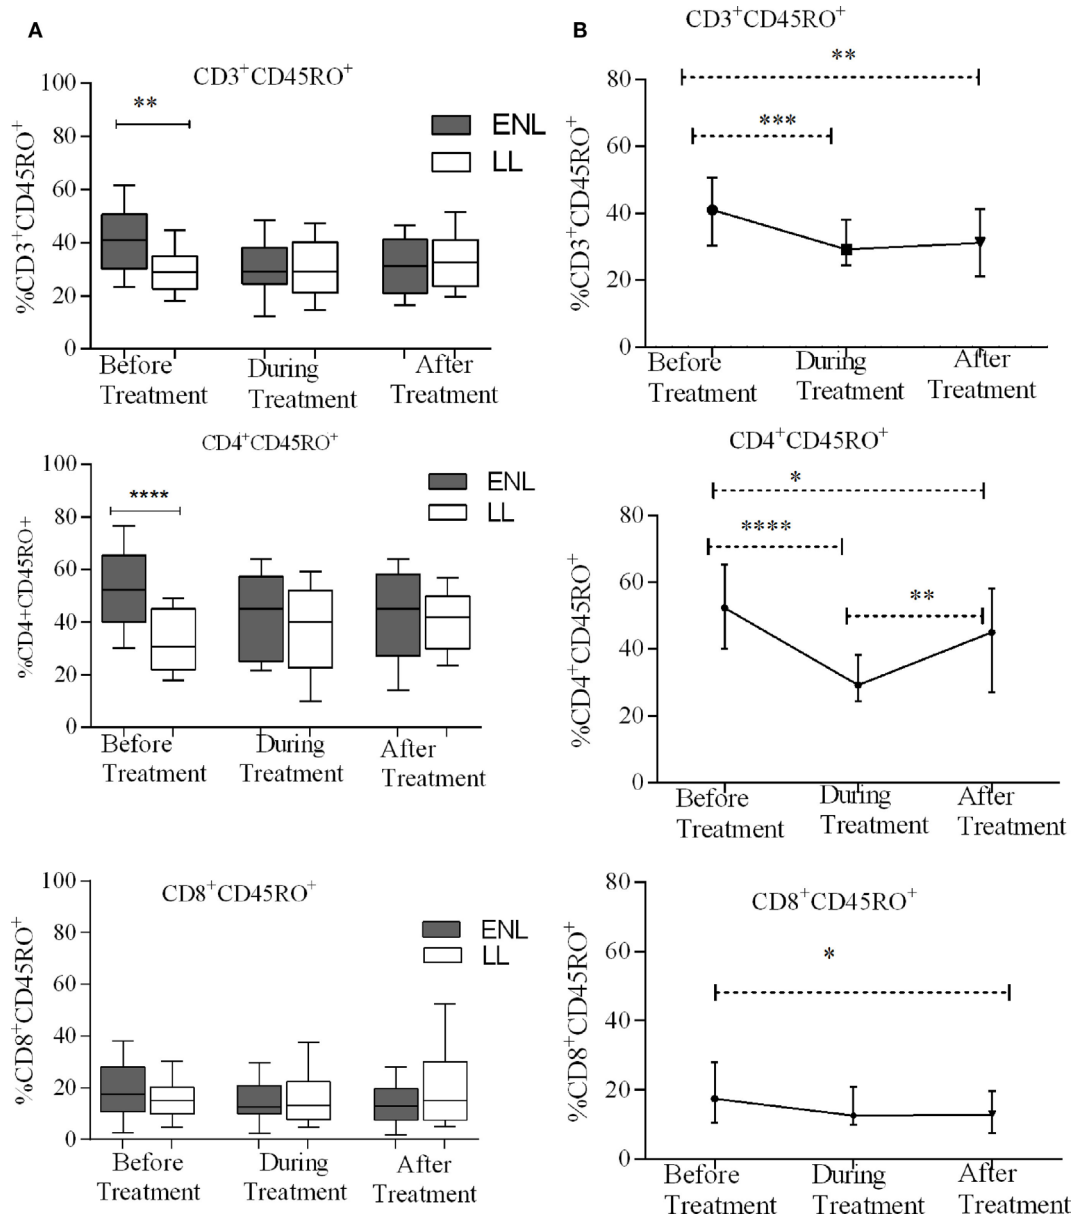 A
CD3⁺CD45RO⁺
**
ENL
LL
%CD3⁺CD45RO⁺
100
80
60
40
20
0
Before
Treatment
During
Treatment
After
Treatment
CD4⁺CD45RO⁺
****
ENL
LL
%CD4+CD45RO+
100
80
60
40
20
0
Before
Treatment
During
Treatment
After
Treatment
CD8⁺CD45RO⁺
ENL
LL
%CD8⁺CD45RO⁺
100
80
60
40
20
0
Before
Treatment
During
Treatment
After
Treatment
B
CD3⁺CD45RO⁺
**
***
%CD3⁺CD45RO⁺
80
60
40
20
0
Before
Treatment
During
Treatment
After
Treatment
CD4⁺CD45RO⁺
*
****
**
%CD4⁺CD45RO⁺
80
60
40
20
0
Before
Treatment
During
Treatment
After
Treatment
CD8⁺CD45RO⁺
*
%CD8⁺CD45RO⁺
80
60
40
20
0
Before
Treatment
During
Treatment
After
Treatment